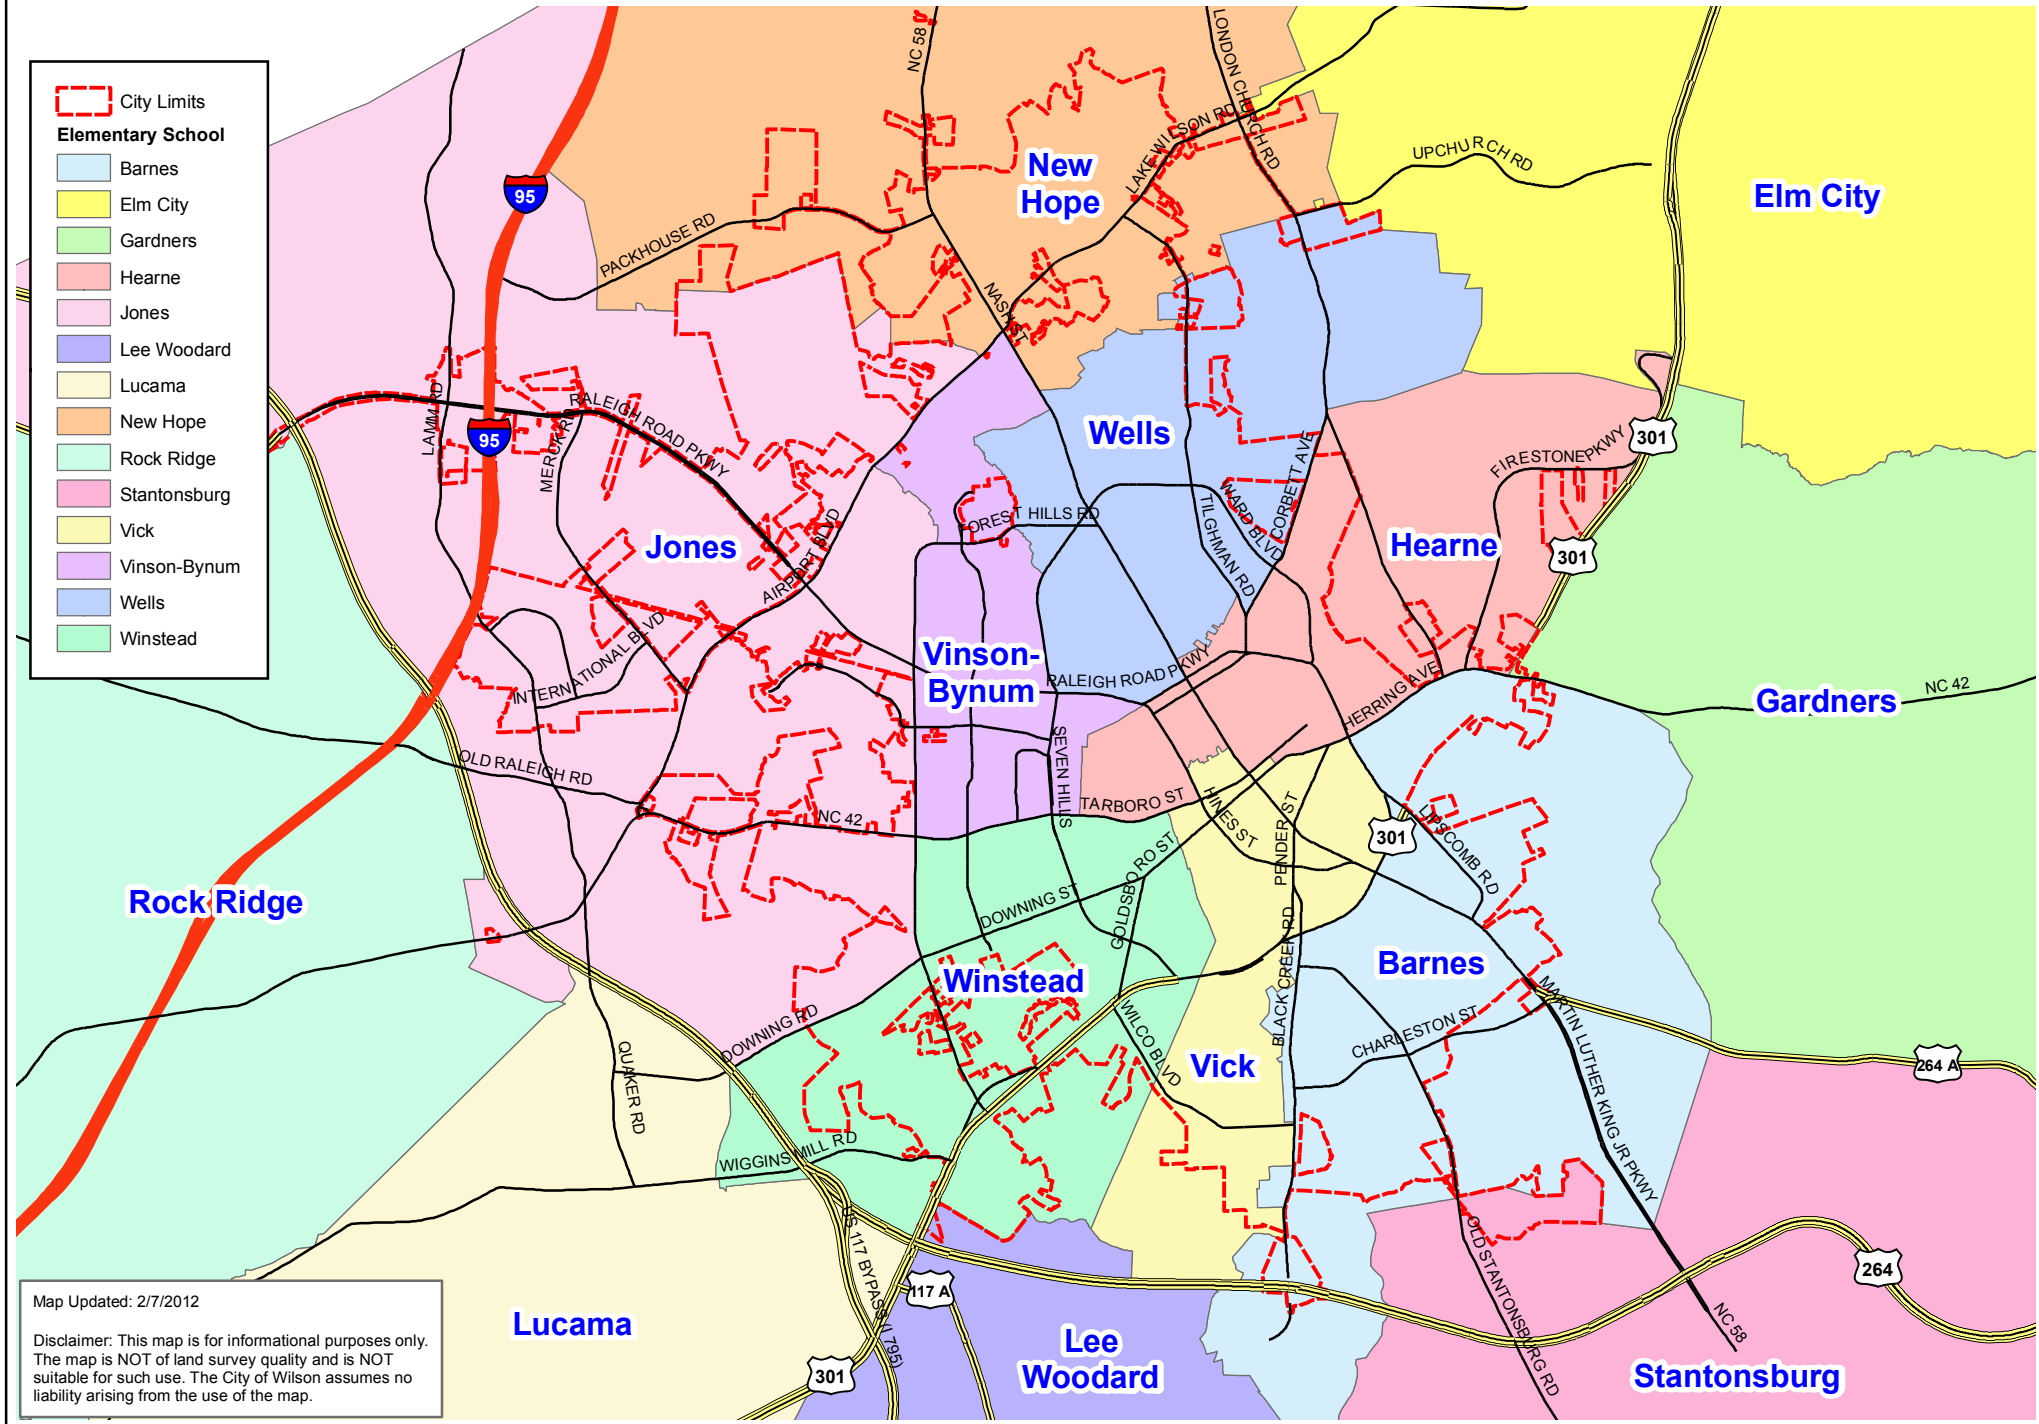 City Limits
Elementary School
Barnes
Elm City
Gardners
Hearne
Jones
Lee Woodard
Lucama
New Hope
Rock Ridge
Stantonsburg
Vick
Vinson-Bynum
Wells
Winstead
NC 58
LONDON CHURCH RD
LAKE WILSON RD
UPCHURCH RD
New
Hope
Elm City
95
PACKHOUSE RD
NASH ST
LAMM RD
95
MERCK RD
RALEIGH ROAD PKWY
Wells
301
FIRESTONE PKWY
CORBETT AVE
WARD BLVD
TILGHMAN RD
FOREST HILLS RD
Jones
AIRPORT BLVD
Hearne
301
INTERNATIONAL BLVD
Vinson-
Bynum
RALEIGH ROAD PKWY
HERRING AVE
Gardners
NC 42
SEVEN HILLS
OLD RALEIGH RD
NC 42
TARBORO ST
HINES ST
PENDER ST
301
LIPSCOMB RD
GOLDSBORO ST
DOWNING ST
Rock Ridge
BLACK CREEK RD
Barnes
Winstead
MARTIN LUTHER KING JR PKWY
WILCO BLVD
CHARLESTON ST
DOWNING RD
QUAKER RD
Vick
264 A
WIGGINS MILL RD
US 117 BYPASS (I 795)
OLD STANTONSBURG RD
264
117 A
NC 58
Lucama
Lee
Woodard
301
Stantonsburg
Map Updated: 2/7/2012
Disclaimer: This map is for informational purposes only.
The map is NOT of land survey quality and is NOT
suitable for such use. The City of Wilson assumes no
liability arising from the use of the map.